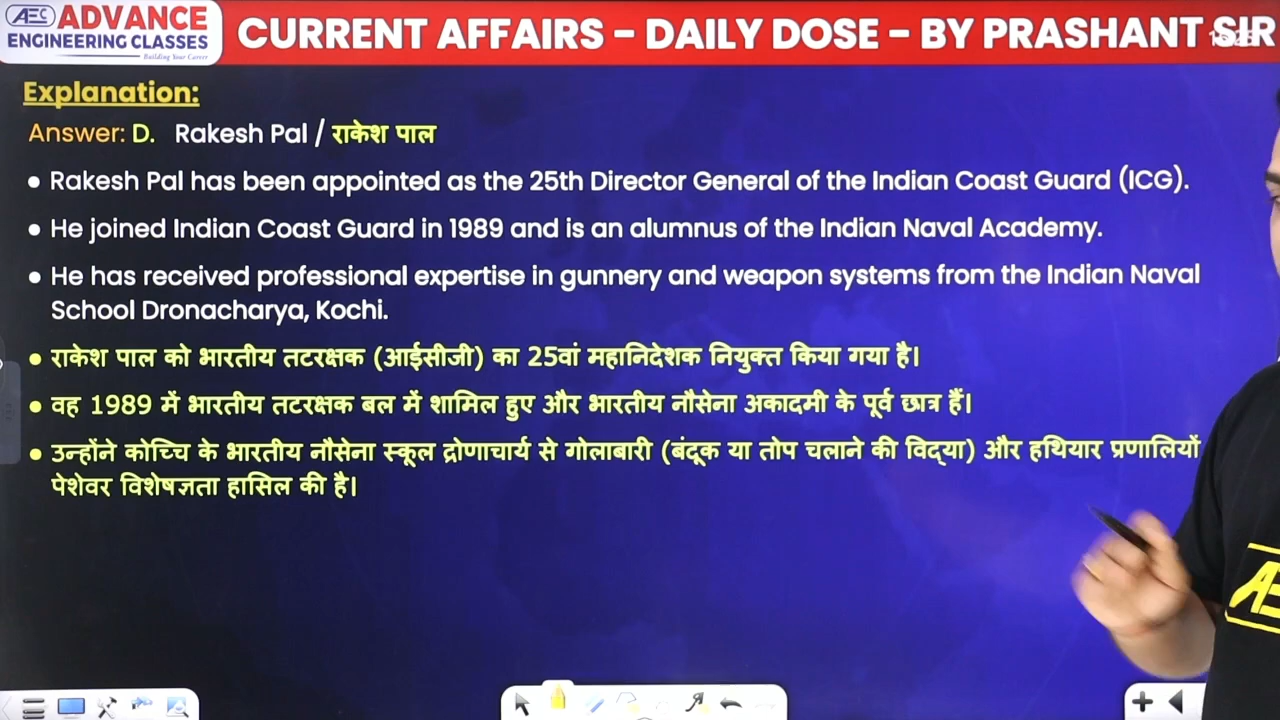 AEC ADVANCE
ENGINEERING CLASSES
Building Your Career
CURRENT AFFAIRS - DAILY DOSE - BY PRASHANT SIR
Explanation:
Answer: D. Rakesh Pal / राकेश पाल
• Rakesh Pal has been appointed as the 25th Director General of the Indian Coast Guard (ICG).
• He joined Indian Coast Guard in 1989 and is an alumnus of the Indian Naval Academy.
• He has received professional expertise in gunnery and weapon systems from the Indian Naval
School Dronacharya, Kochi.
• राकेश पाल को भारतीय तटरक्षक (आईसीजी) का 25वां महानिदेशक नियुक्त किया गया है।
• वह 1989 में भारतीय तटरक्षक बल में शामिल हुए और भारतीय नौसेना अकादमी के पूर्व छात्र हैं।
• उन्होंने कोच्चि के भारतीय नौसेना स्कूल द्रोणाचार्य से गोलाबारी (बंदूक या तोप चलाने की विद्या) और हथियार प्रणालियों
पेशेवर विशेषज्ञता हासिल की है।